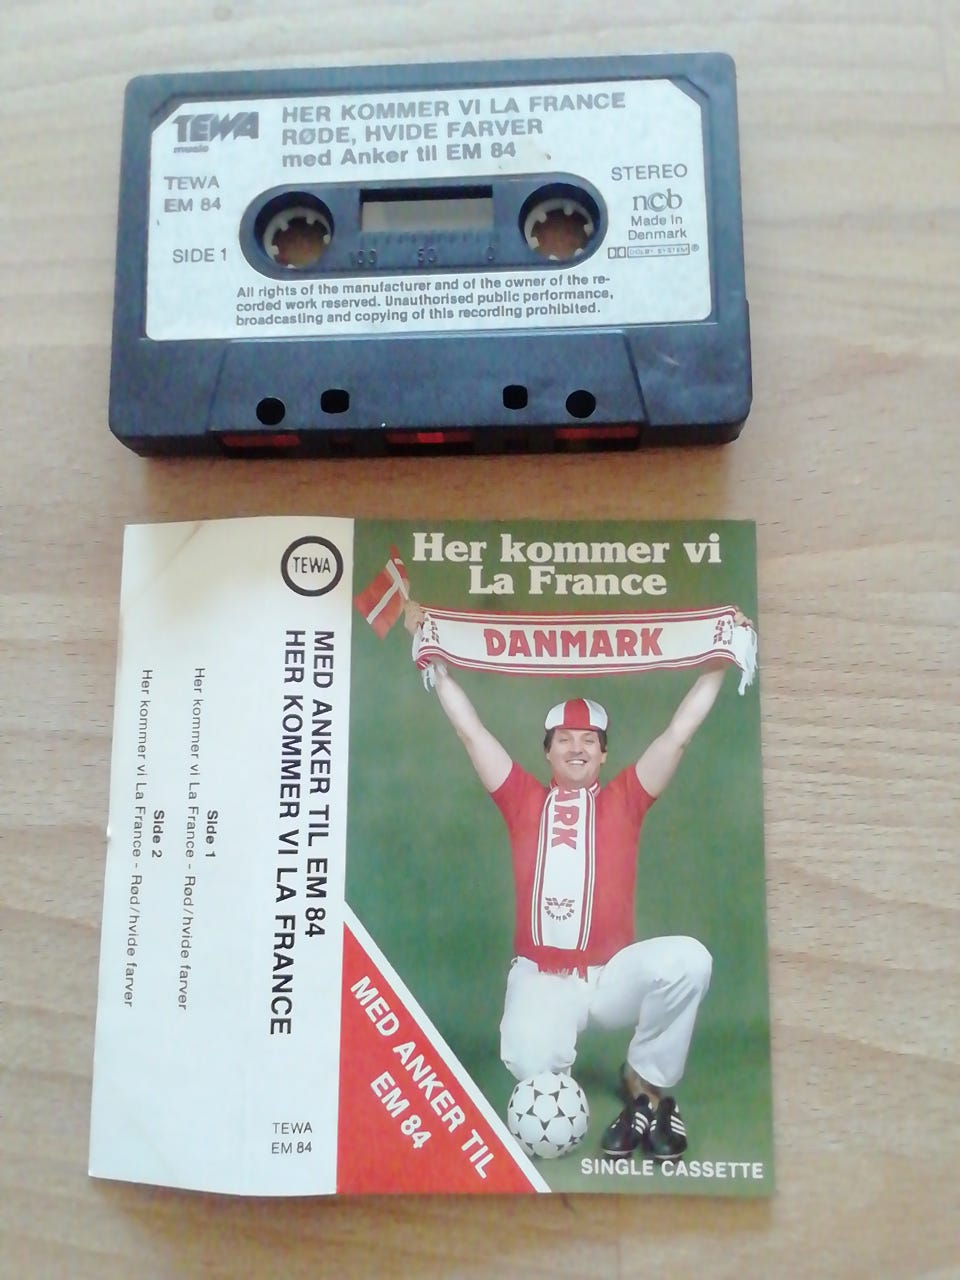 TEWA
music
HER KOMMER VI LA FRANCE
RØDE, HVIDE FARVER
med Anker til EM 84
TEWA
EM 84
SIDE 1
STEREO
ncb
Made in
Denmark
DOLBY SYSTEM®
100 50 0
All rights of the manufacturer and of the owner of the re-
corded work reserved. Unauthorised public performance,
broadcasting and copying of this recording prohibited.
TEWA
MED ANKER TIL EM 84
HER KOMMER VI LA FRANCE
TEWA
EM 84
Side 1
Her kommer vi La France - Rød/hvide farver
Side 2
Her kommer vi La France - Rød/hvide farver
Her kommer vi
La France
DANMARK
ARK
DANMARK
MED ANKER TIL
EM 84
SINGLE CASSETTE